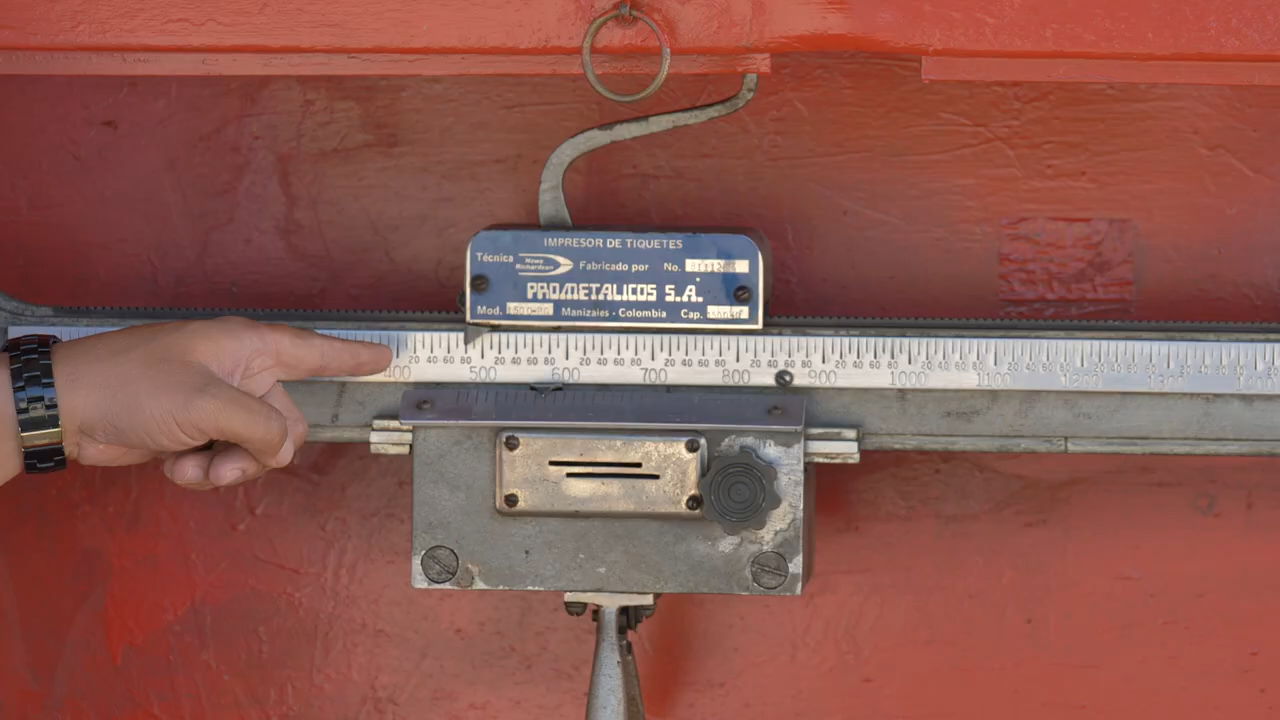 IMPRESOR DE TIQUETES
Técnica Howe Richardson Fabricado por No.
PROMETALICOS S.A.
Mod. Manizales - Colombia Cap.
20 40 60 80 20 40 60 80 20 40 60 80 20 40 60 80 20 40 60 80 20 40 60 80 20 40 60 80 20 40 60 80 20 40 60 80 20 40 60 80
400 500 600 700 800 900 1000 1100 1200 1300 1400